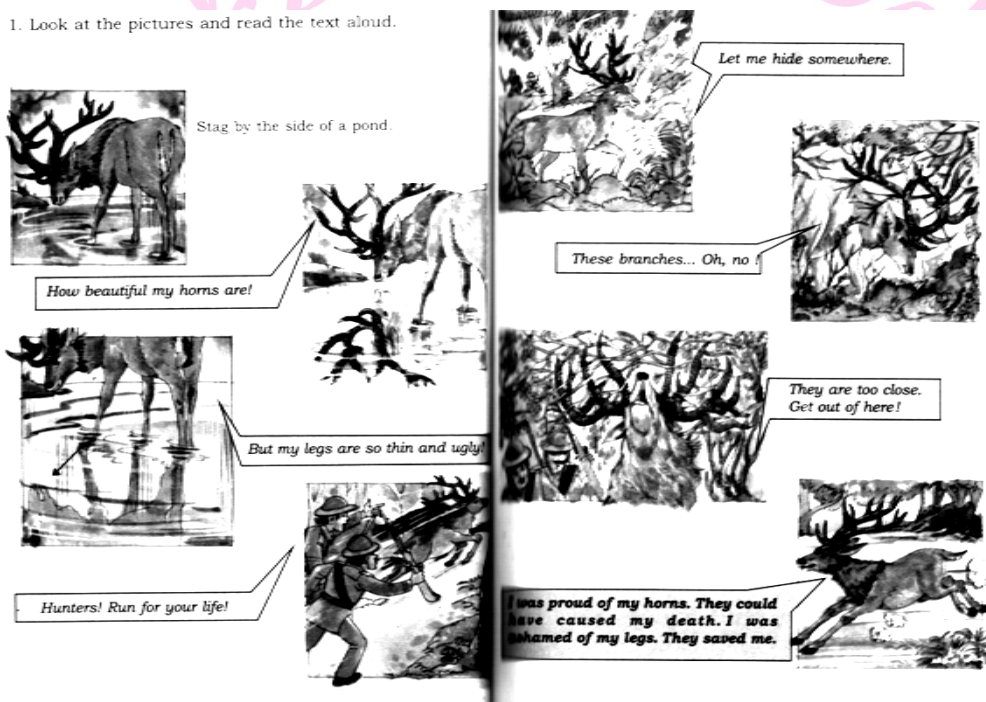 1. Look at the pictures and read the text aloud.
Stag by the side of a pond.
How beautiful my horns are!
But my legs are so thin and ugly!
Hunters! Run for your life!
Let me hide somewhere.
These branches... Oh, no !
They are too close.
Get out of here!
I was proud of my horns. They could
have caused my death. I was
ashamed of my legs. They saved me.